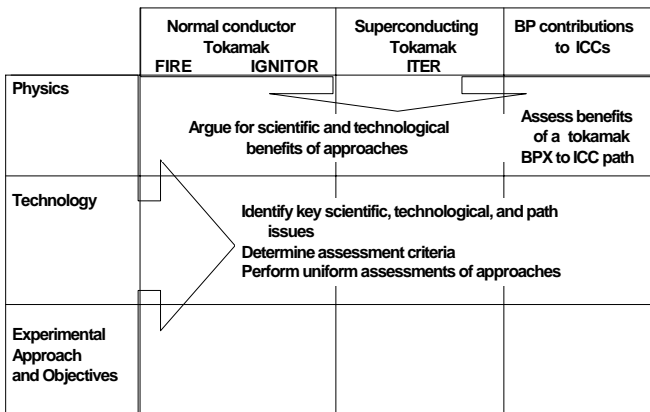 Normal conductor
Tokamak
FIRE IGNITOR
Superconducting
Tokamak
ITER
BP contributions
to ICCs
Physics
Argue for scientific and technological
benefits of approaches
Assess benefits
of a tokamak
BPX to ICC path
Technology
Identify key scientific, technological, and path
issues
Determine assessment criteria
Perform uniform assessments of approaches
Experimental
Approach
and Objectives